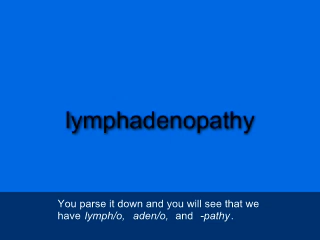 lymphadenopathy
You parse it down and you will see that we
have lymph/o, aden/o, and -pathy.